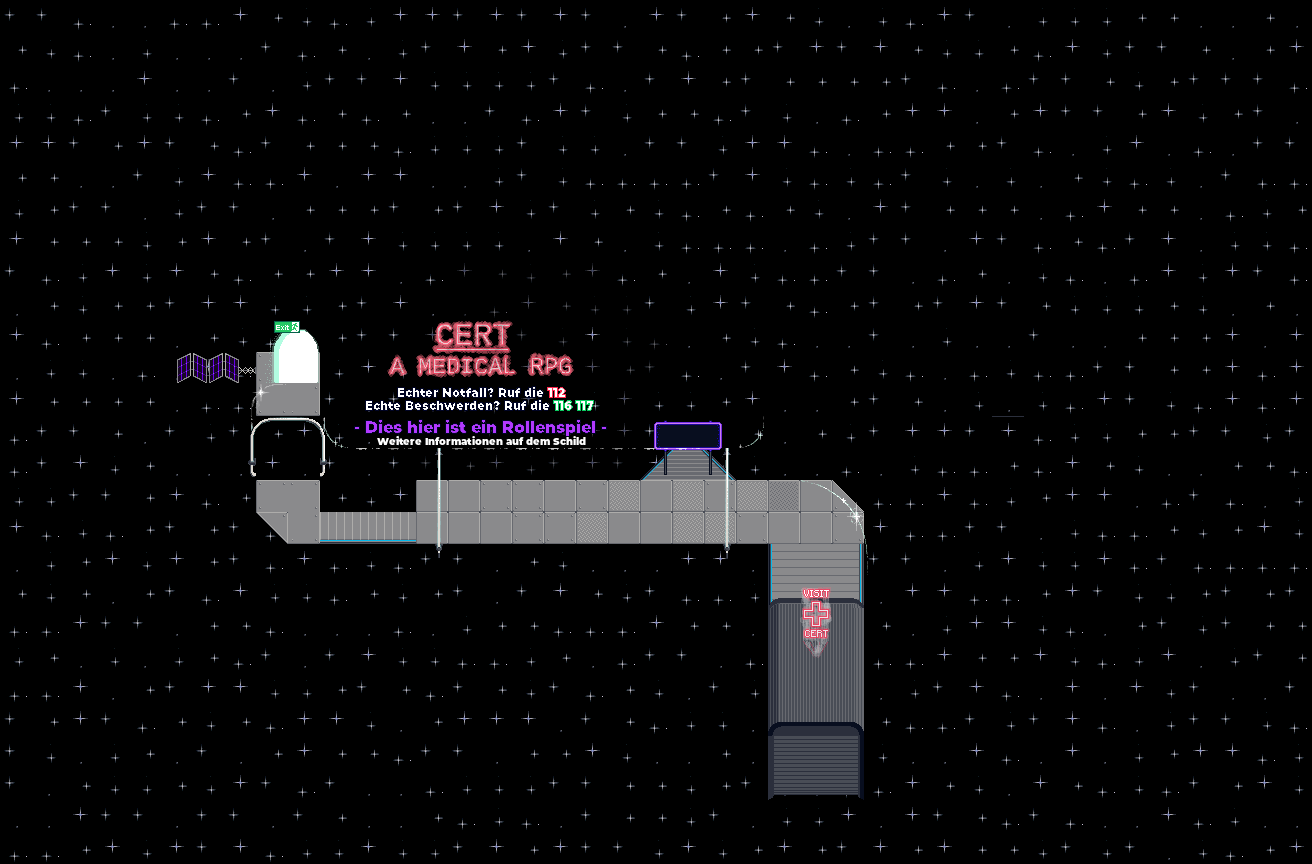 Exit
CERT
A MEDICAL RPG
Echter Notfall? Ruf die 112
Echte Beschwerden? Ruf die 116 117
- Dies hier ist ein Rollenspiel -
Weitere Informationen auf dem Schild
VISIT
CERT